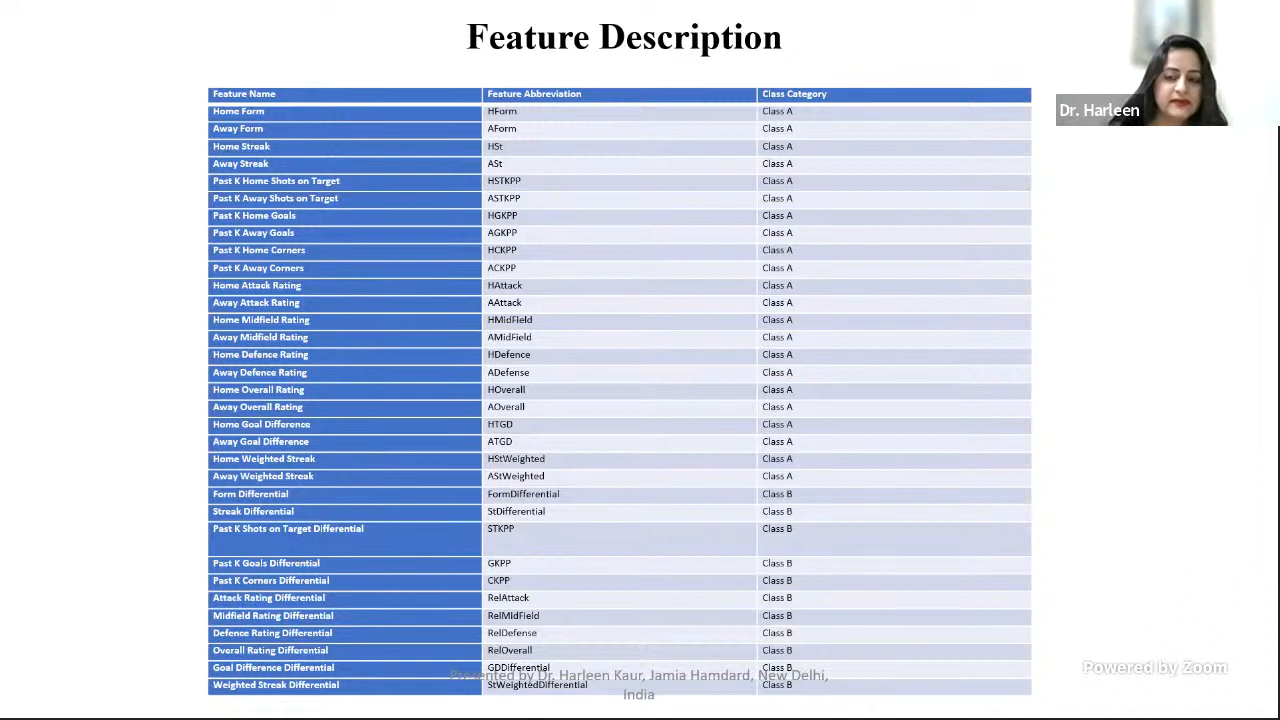 Feature Description
Dr. Harleen
Feature Name Feature Abbreviation Class Category
Home Form HForm Class A
Away Form AForm Class A
Home Streak HSt Class A
Away Streak ASt Class A
Past K Home Shots on Target HSTKPP Class A
Past K Away Shots on Target ASTKPP Class A
Past K Home Goals HGKPP Class A
Past K Away Goals AGKPP Class A
Past K Home Corners HCKPP Class A
Past K Away Corners ACKPP Class A
Home Attack Rating HAttack Class A
Away Attack Rating AAttack Class A
Home Midfield Rating HMidField Class A
Away Midfield Rating AMidField Class A
Home Defence Rating HDefence Class A
Away Defence Rating ADefense Class A
Home Overall Rating HOverall Class A
Away Overall Rating AOverall Class A
Home Goal Difference HTGD Class A
Away Goal Difference ATGD Class A
Home Weighted Streak HStWeighted Class A
Away Weighted Streak AStWeighted Class A
Form Differential FormDifferential Class B
Streak Differential StDifferential Class B
Past K Shots on Target Differential STKPP Class B
Past K Goals Differential GKPP Class B
Past K Corners Differential CKPP Class B
Attack Rating Differential RelAttack Class B
Midfield Rating Differential RelMidField Class B
Defence Rating Differential RelDefense Class B
Overall Rating Differential RelOverall Class B
Goal Difference Differential GDDifferential Class B
Weighted Streak Differential StWeightedDifferential Class B
Presented by Dr. Harleen Kaur, Jamia Hamdard, New Delhi,
India
Powered by Zoom